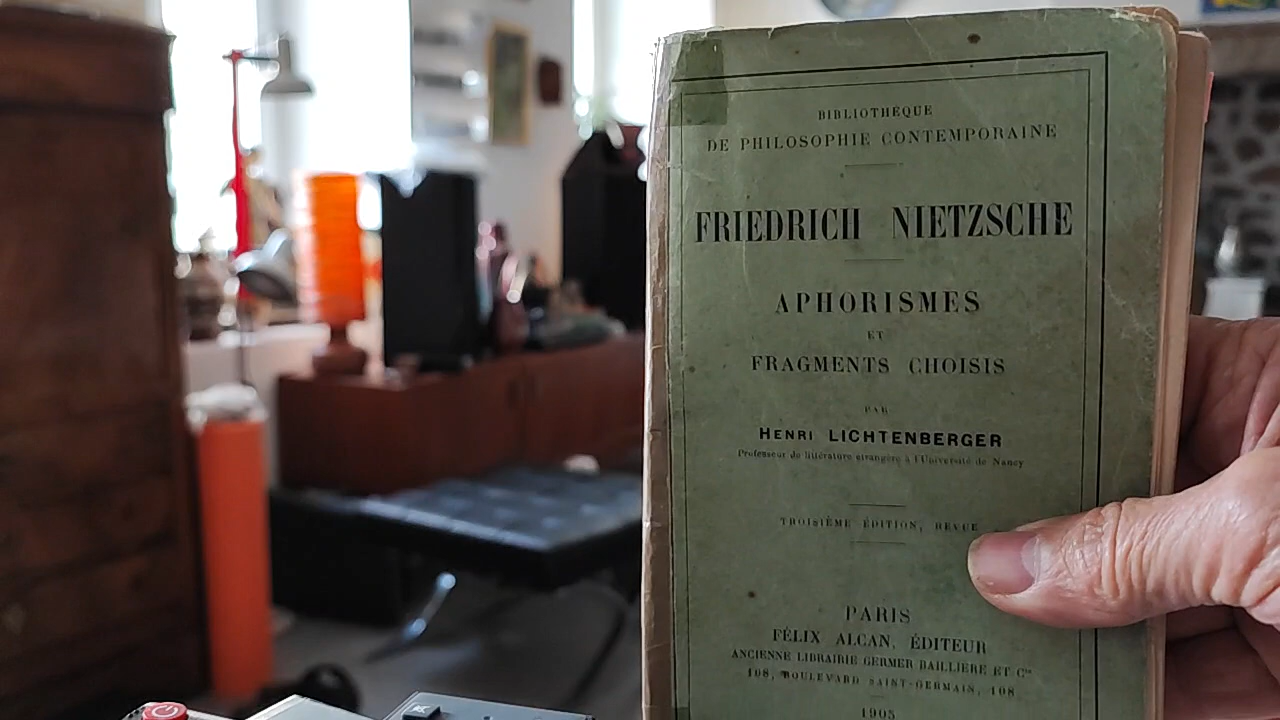 BIBLIOTHÈQUE
DE PHILOSOPHIE CONTEMPORAINE
FRIEDRICH NIETZSCHE
APHORISMES
ET
FRAGMENTS CHOISIS
PAR
HENRI LICHTENBERGER
Professeur de littérature étrangère à l'Université de Nancy
TROISIÈME ÉDITION, REVUE
PARIS
FÉLIX ALCAN, ÉDITEUR
ANCIENNE LIBRAIRIE GERMER BAILLIÈRE ET Cie
108, BOULEVARD SAINT-GERMAIN, 108
1905